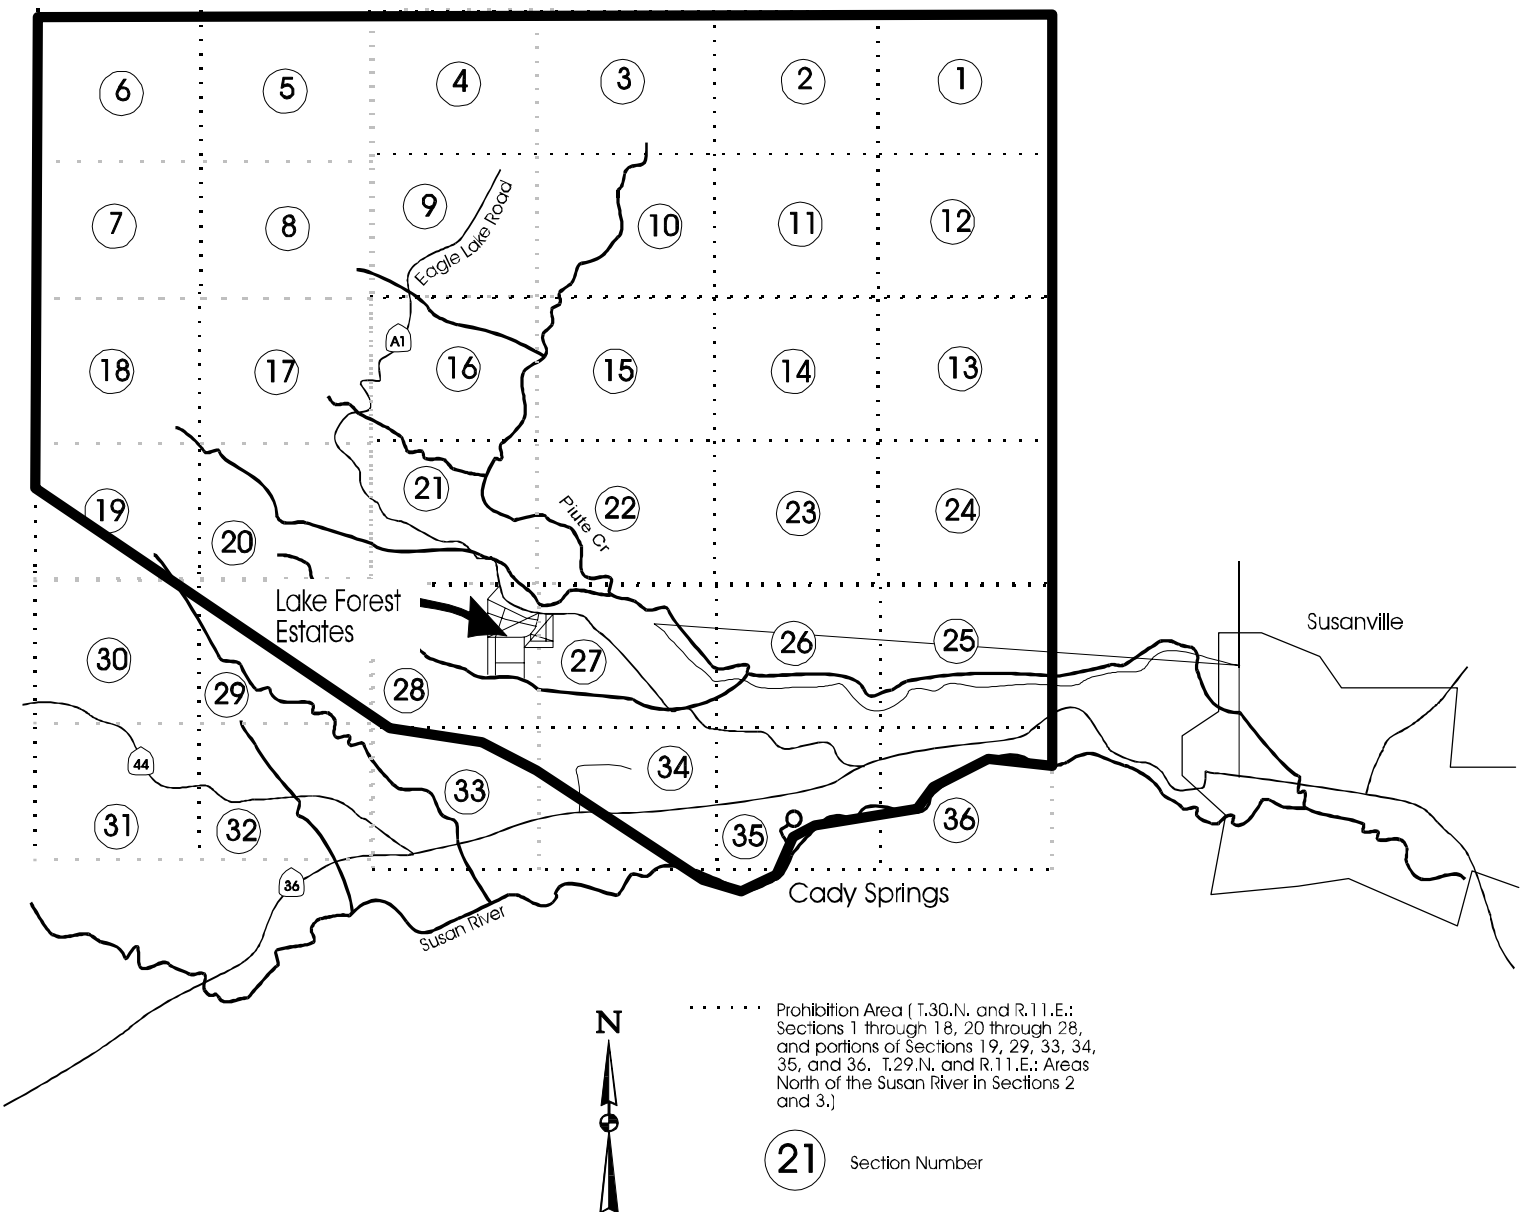 6
5
4
3
2
1
7
8
9
10
11
12
Eagle Lake Road
18
17
A1
16
15
14
13
19
20
21
Piute Cr
22
23
24
Lake Forest
Estates
30
29
28
27
26
25
Susanville
44
31
32
33
34
35
36
36
Susan River
Cady Springs
N
Prohibition Area ( T.30.N. and R.11.E.:
Sections 1 through 18, 20 through 28,
and portions of Sections 19, 29, 33, 34,
35, and 36.  T.29.N. and R.11.E.: Areas
North of the Susan River in Sections 2
and 3.)
21
Section Number